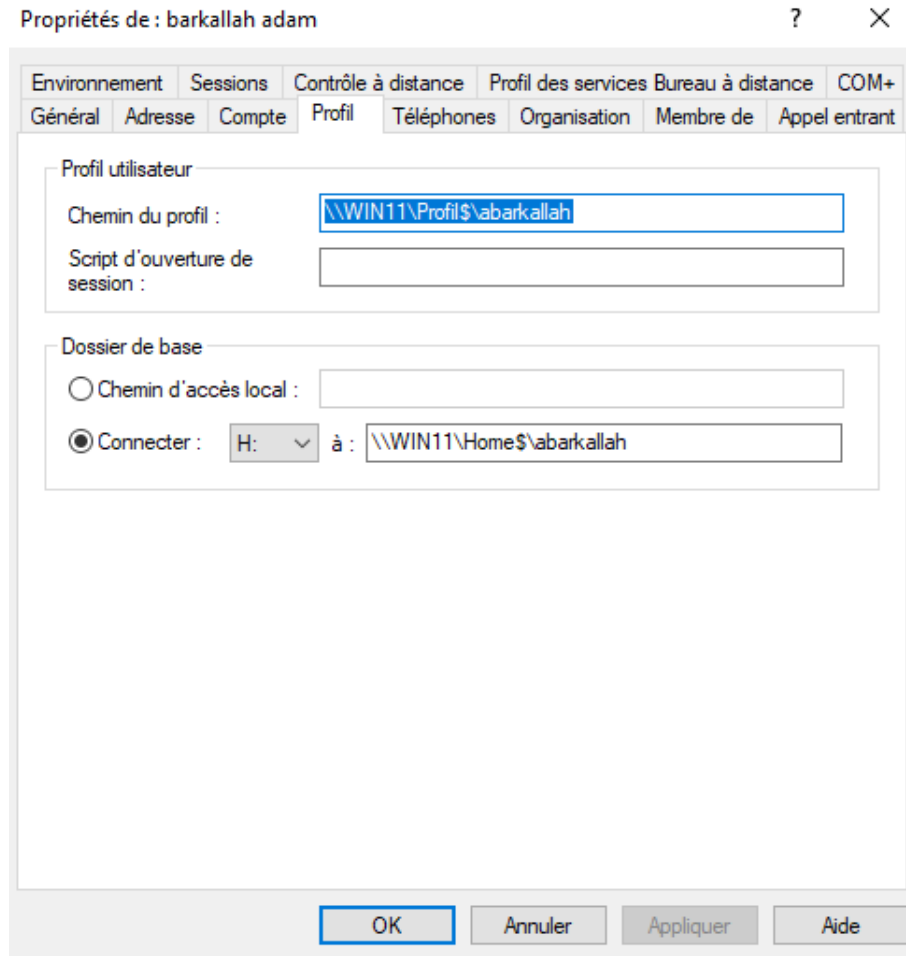 Propriétés de : barkallah adam ? ×
Environnement Sessions Contrôle à distance Profil des services Bureau à distance COM+
Général Adresse Compte Profil Téléphones Organisation Membre de Appel entrant
Profil utilisateur
Chemin du profil : \\WIN11\Profil$\abarkallah
Script d'ouverture de
session :
Dossier de base
Chemin d'accès local :
Connecter : H: à : \\WIN11\Home$\abarkallah
OK Annuler Appliquer Aide